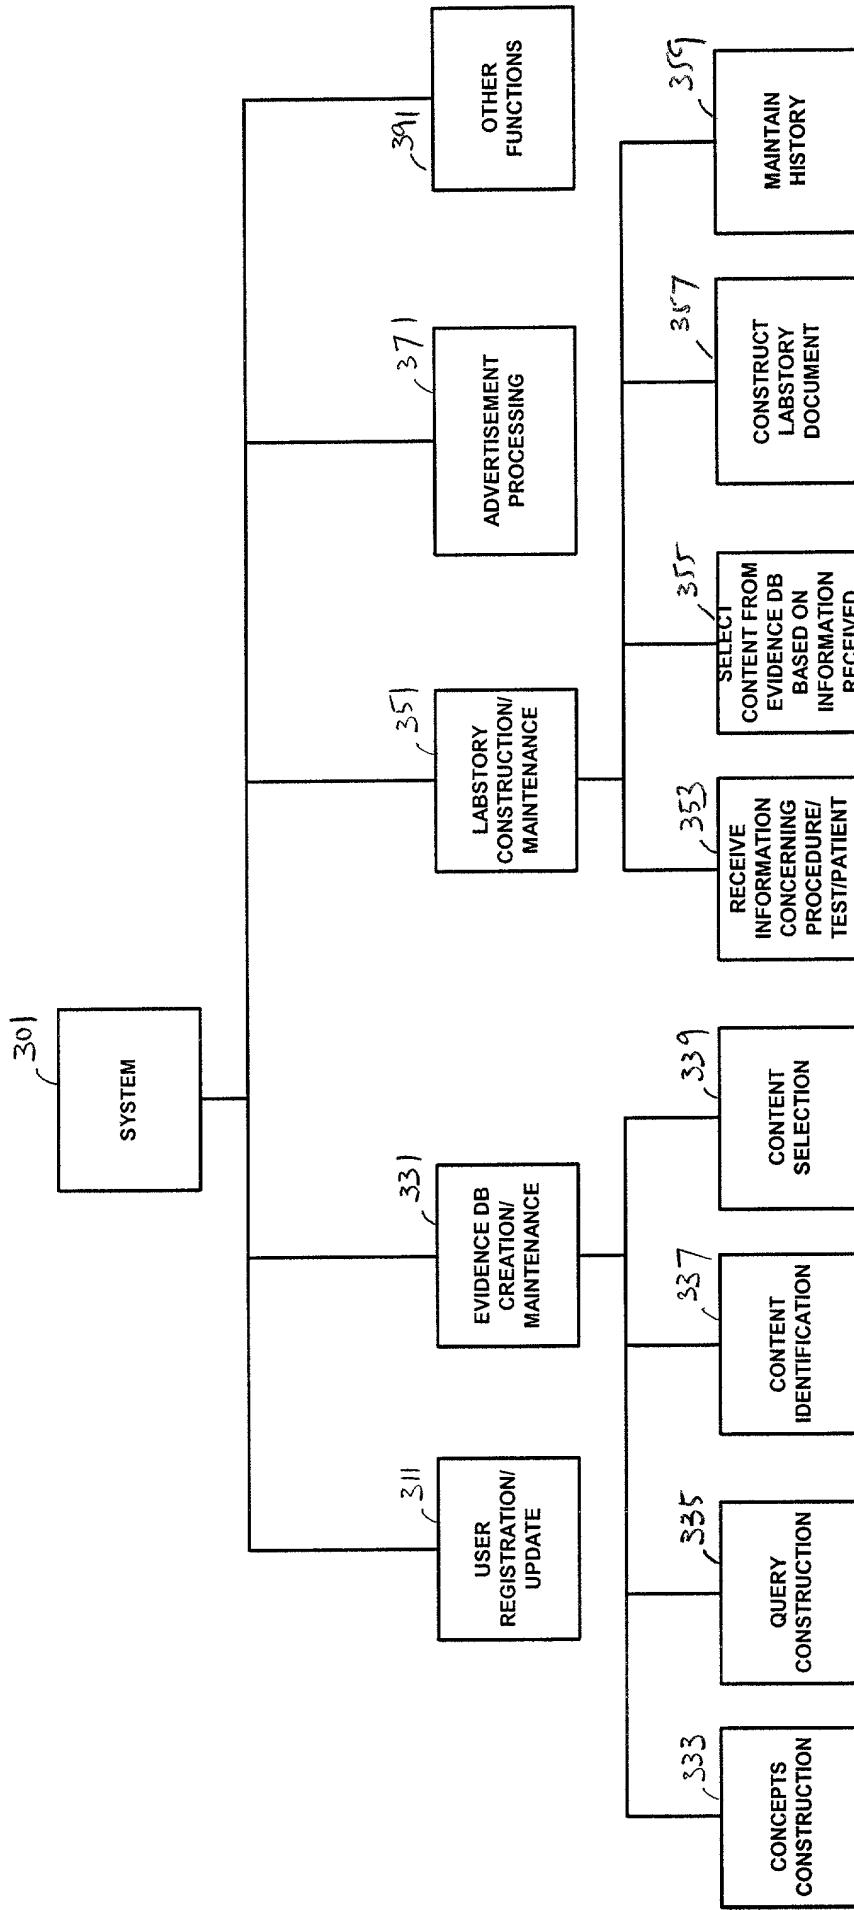 301
SYSTEM
311
USER
REGISTRATION/
UPDATE
331
EVIDENCE DB
CREATION/
MAINTENANCE
351
LABSTORY
CONSTRUCTION/
MAINTENANCE
371
ADVERTISEMENT
PROCESSING
391
OTHER
FUNCTIONS
333
CONCEPTS
CONSTRUCTION
335
QUERY
CONSTRUCTION
337
CONTENT
IDENTIFICATION
339
CONTENT
SELECTION
353
RECEIVE
INFORMATION
CONCERNING
PROCEDURE/
TEST/PATIENT
355
SELECT
CONTENT FROM
EVIDENCE DB
BASED ON
INFORMATION
RECEIVED
357
CONSTRUCT
LABSTORY
DOCUMENT
359
MAINTAIN
HISTORY